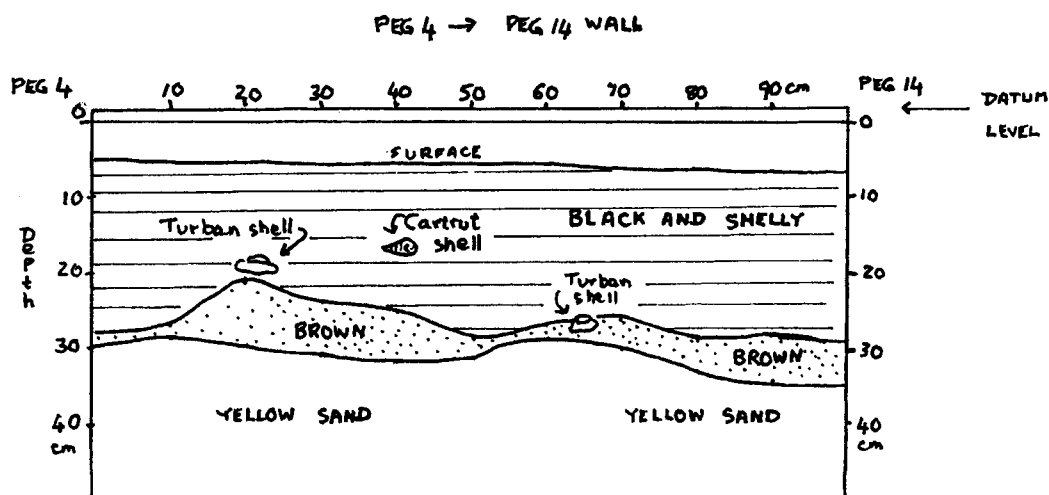 PEG 4 → PEG 14 WALL
PEG 4 10 20 30 40 50 60 70 80 90 cm PEG 14
0 0 ← DATUM LEVEL
SURFACE
10 10
Depth
Turban shell Cartrut shell BLACK AND SHELLY
20 20
Turban shell
BROWN BROWN
30 30
YELLOW SAND YELLOW SAND
40 cm 40 cm